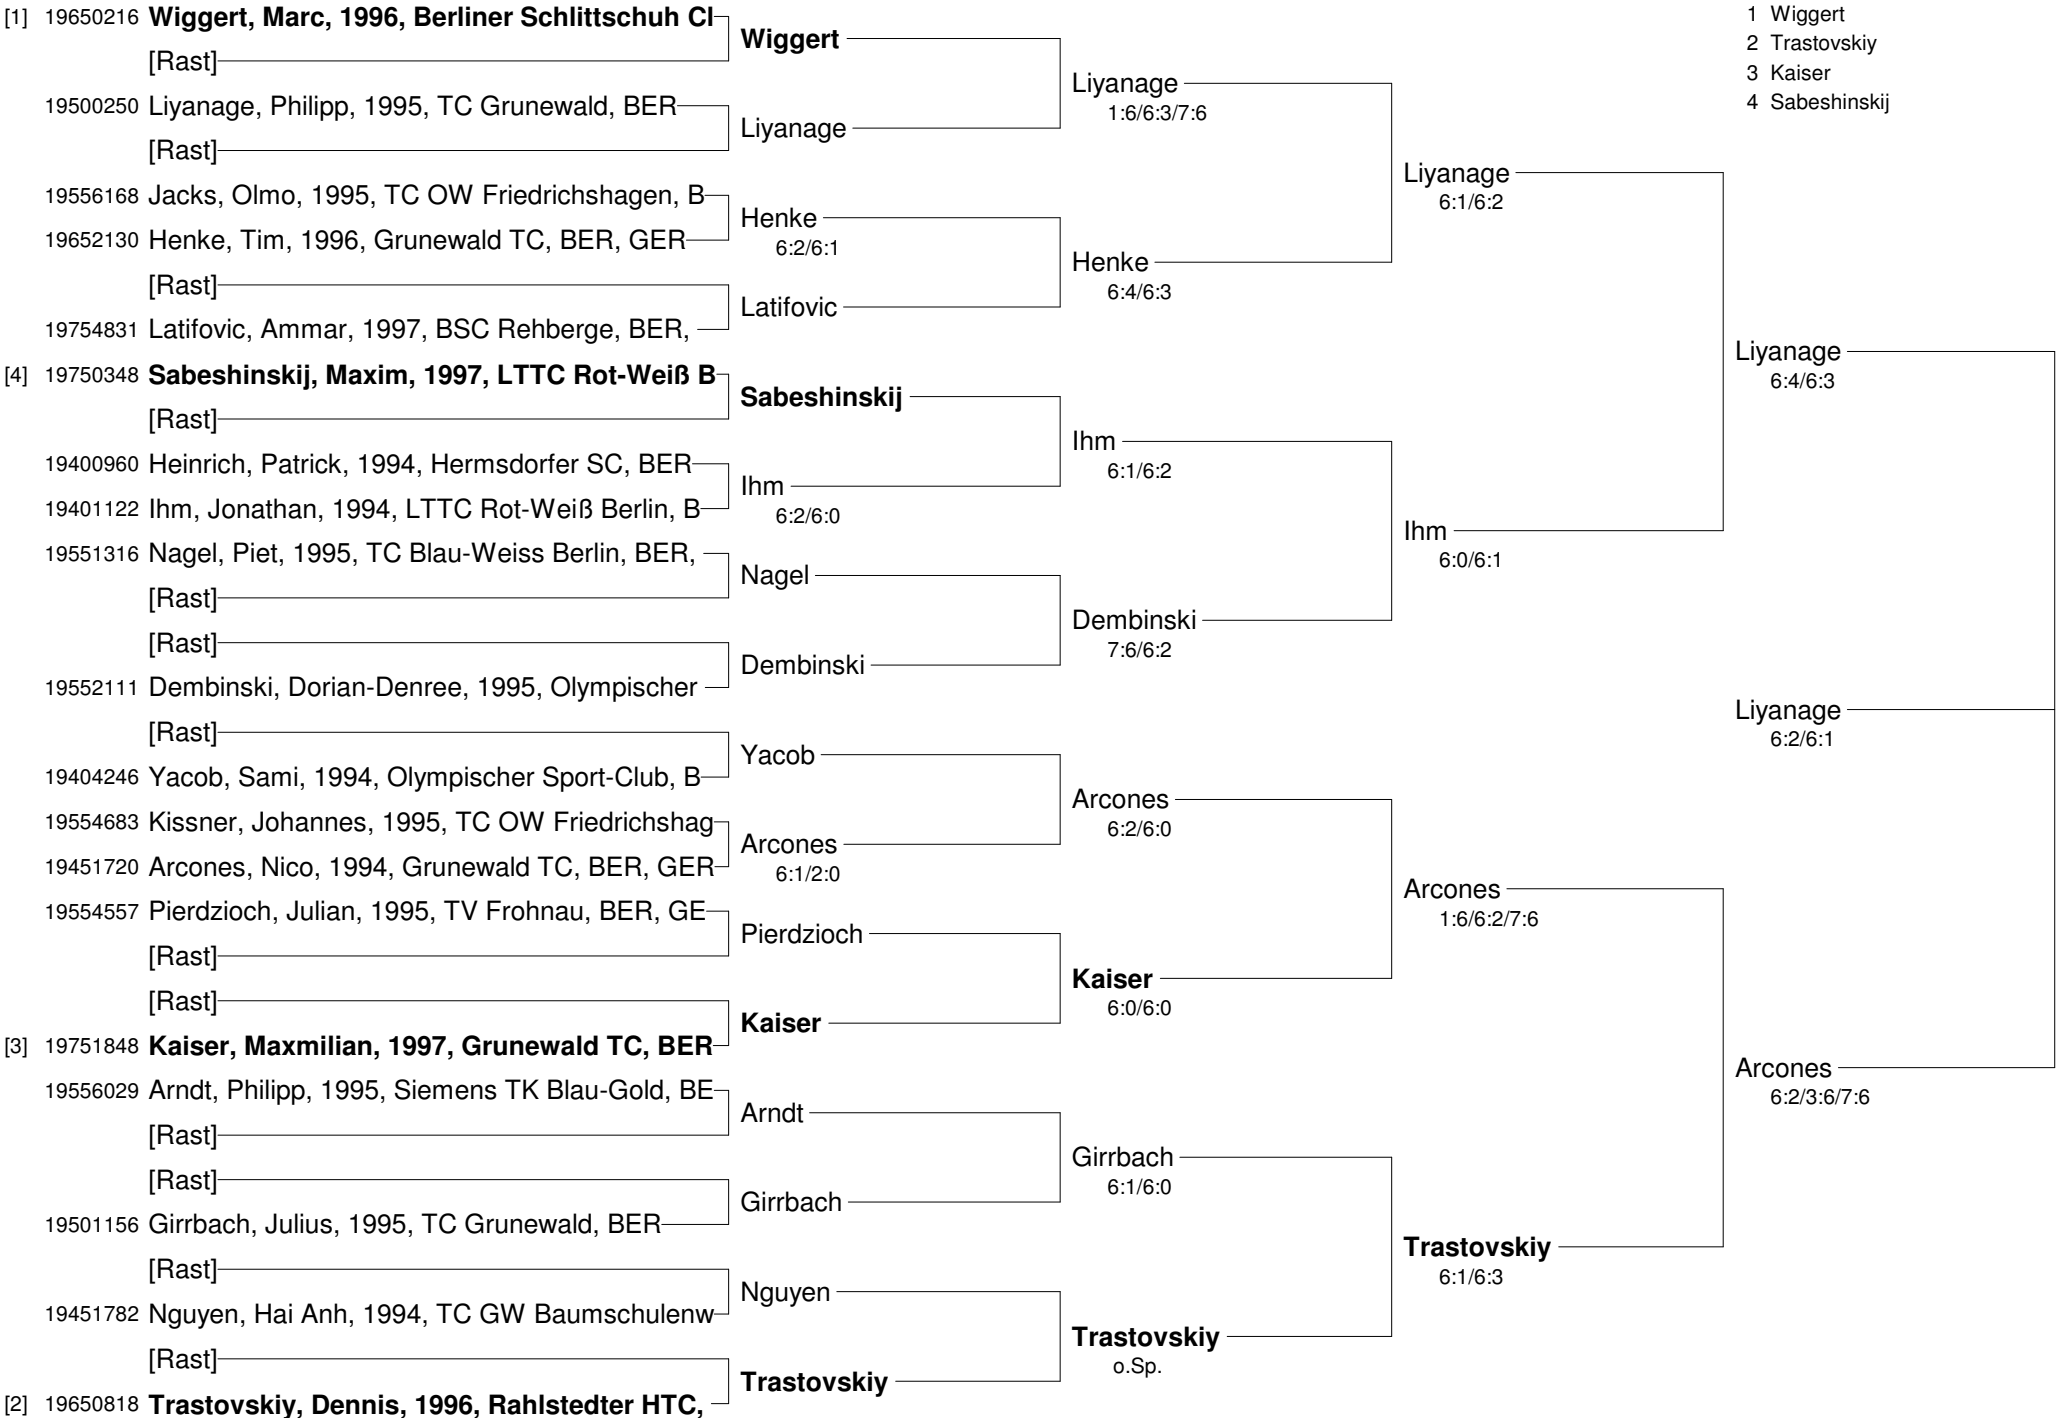 [1] 19650216 Wiggert, Marc, 1996, Berliner Schlittschuh Cl
[Rast]
19500250 Liyanage, Philipp, 1995, TC Grunewald, BER
[Rast]
19556168 Jacks, Olmo, 1995, TC OW Friedrichshagen, B
19652130 Henke, Tim, 1996, Grunewald TC, BER, GER
[Rast]
19754831 Latifovic, Ammar, 1997, BSC Rehberge, BER,
[4] 19750348 Sabeshinskij, Maxim, 1997, LTTC Rot-Weiß B
[Rast]
19400960 Heinrich, Patrick, 1994, Hermsdorfer SC, BER
19401122 Ihm, Jonathan, 1994, LTTC Rot-Weiß Berlin, B
19551316 Nagel, Piet, 1995, TC Blau-Weiss Berlin, BER,
[Rast]
[Rast]
19552111 Dembinski, Dorian-Denree, 1995, Olympischer
[Rast]
19404246 Yacob, Sami, 1994, Olympischer Sport-Club, B
19554683 Kissner, Johannes, 1995, TC OW Friedrichshag
19451720 Arcones, Nico, 1994, Grunewald TC, BER, GER
19554557 Pierdzioch, Julian, 1995, TV Frohnau, BER, GE
[Rast]
[Rast]
[3] 19751848 Kaiser, Maxmilian, 1997, Grunewald TC, BER
19556029 Arndt, Philipp, 1995, Siemens TK Blau-Gold, BE
[Rast]
[Rast]
19501156 Girrbach, Julius, 1995, TC Grunewald, BER
[Rast]
19451782 Nguyen, Hai Anh, 1994, TC GW Baumschulenw
[Rast]
[2] 19650818 Trastovskiy, Dennis, 1996, Rahlstedter HTC,
Wiggert
Liyanage
Henke
6:2/6:1
Latifovic
Sabeshinskij
Ihm
6:2/6:0
Nagel
Dembinski
Yacob
Arcones
6:1/2:0
Pierdzioch
Kaiser
Arndt
Girrbach
Nguyen
Trastovskiy
Liyanage
1:6/6:3/7:6
Henke
6:4/6:3
Ihm
6:1/6:2
Dembinski
7:6/6:2
Arcones
6:2/6:0
Kaiser
6:0/6:0
Girrbach
6:1/6:0
Trastovskiy
o.Sp.
Liyanage
6:1/6:2
Ihm
6:0/6:1
Arcones
1:6/6:2/7:6
Trastovskiy
6:1/6:3
Liyanage
6:4/6:3
Liyanage
6:2/6:1
Arcones
6:2/3:6/7:6
1 Wiggert
2 Trastovskiy
3 Kaiser
4 Sabeshinskij